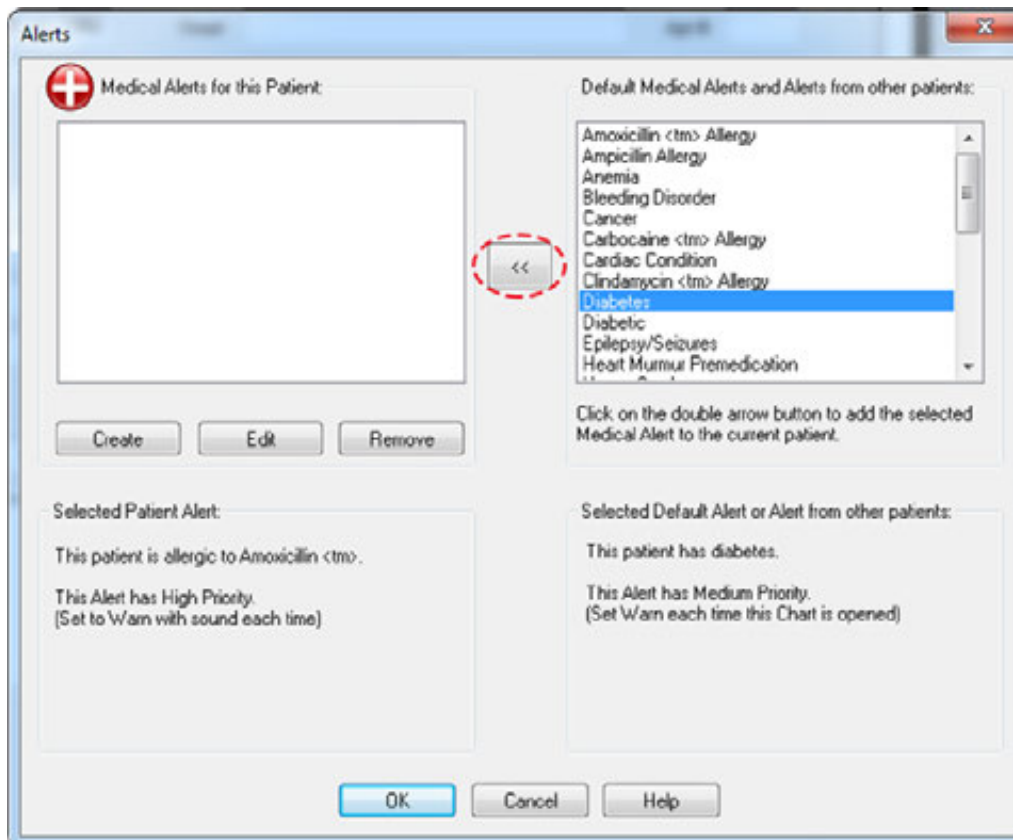 Alerts
Medical Alerts for this Patient:
Default Medical Alerts and Alerts from other patients:
Amoxicillin <tm> Allergy
Ampicillin Allergy
Anemia
Bleeding Disorder
Cancer
Carbocaine <tm> Allergy
Cardiac Condition
Clindamycin <tm> Allergy
Diabetes
Diabetic
Epilepsy/Seizures
Heart Murmur Premedication
<<
Click on the double arrow button to add the selected
Medical Alert to the current patient.
Create Edit Remove
Selected Patient Alert:
This patient is allergic to Amoxicillin <tm>.
This Alert has High Priority.
(Set to Warn with sound each time)
Selected Default Alert or Alert from other patients:
This patient has diabetes.
This Alert has Medium Priority.
(Set Warn each time this Chart is opened)
OK Cancel Help